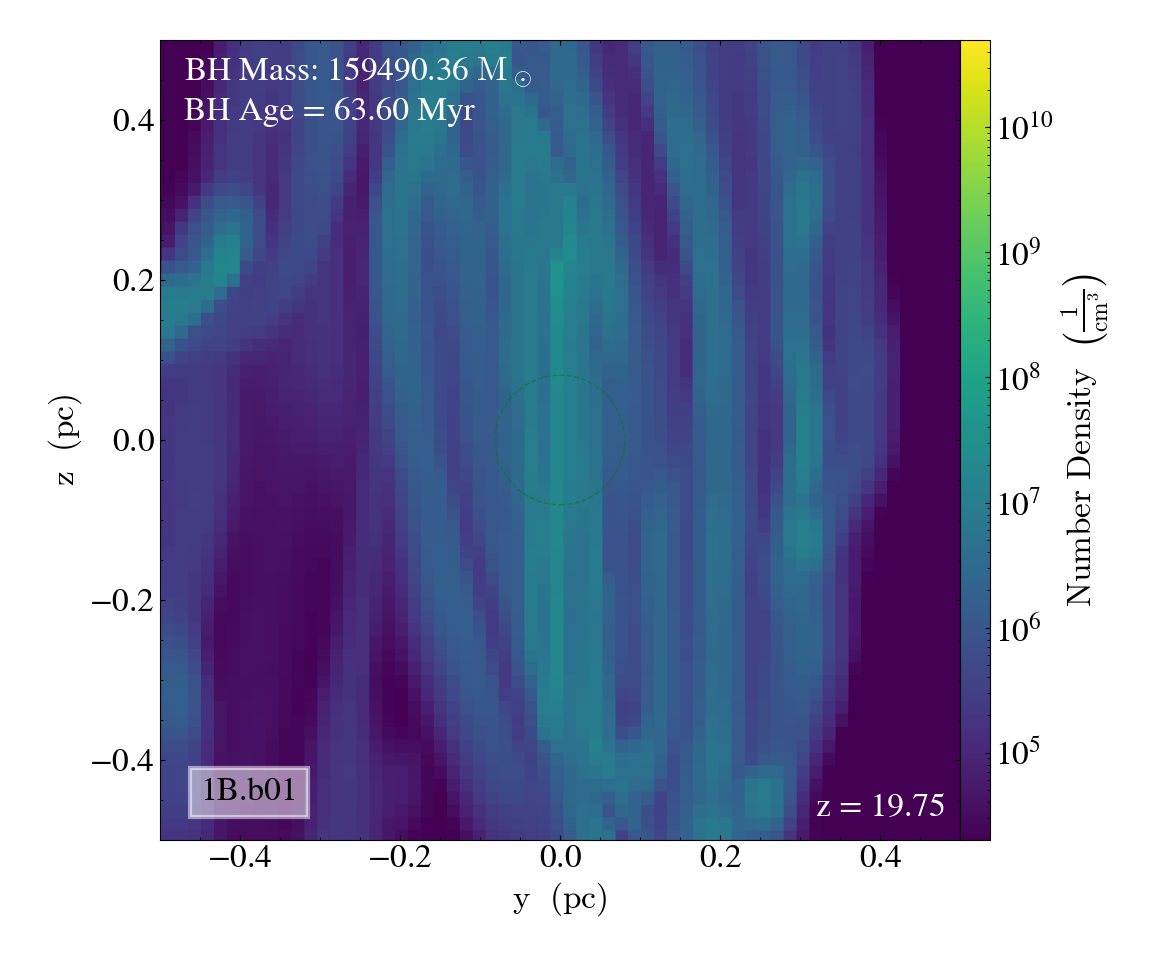 BH Mass: 159490.36 M⊙
BH Age = 63.60 Myr
0.4
0.2
0.0
−0.2
−0.4
z (pc)
1B.b01
z = 19.75
−0.4
−0.2
0.0
0.2
0.4
y (pc)
10^10
10^9
10^8
10^7
10^6
10^5
Number Density (1/cm^3)